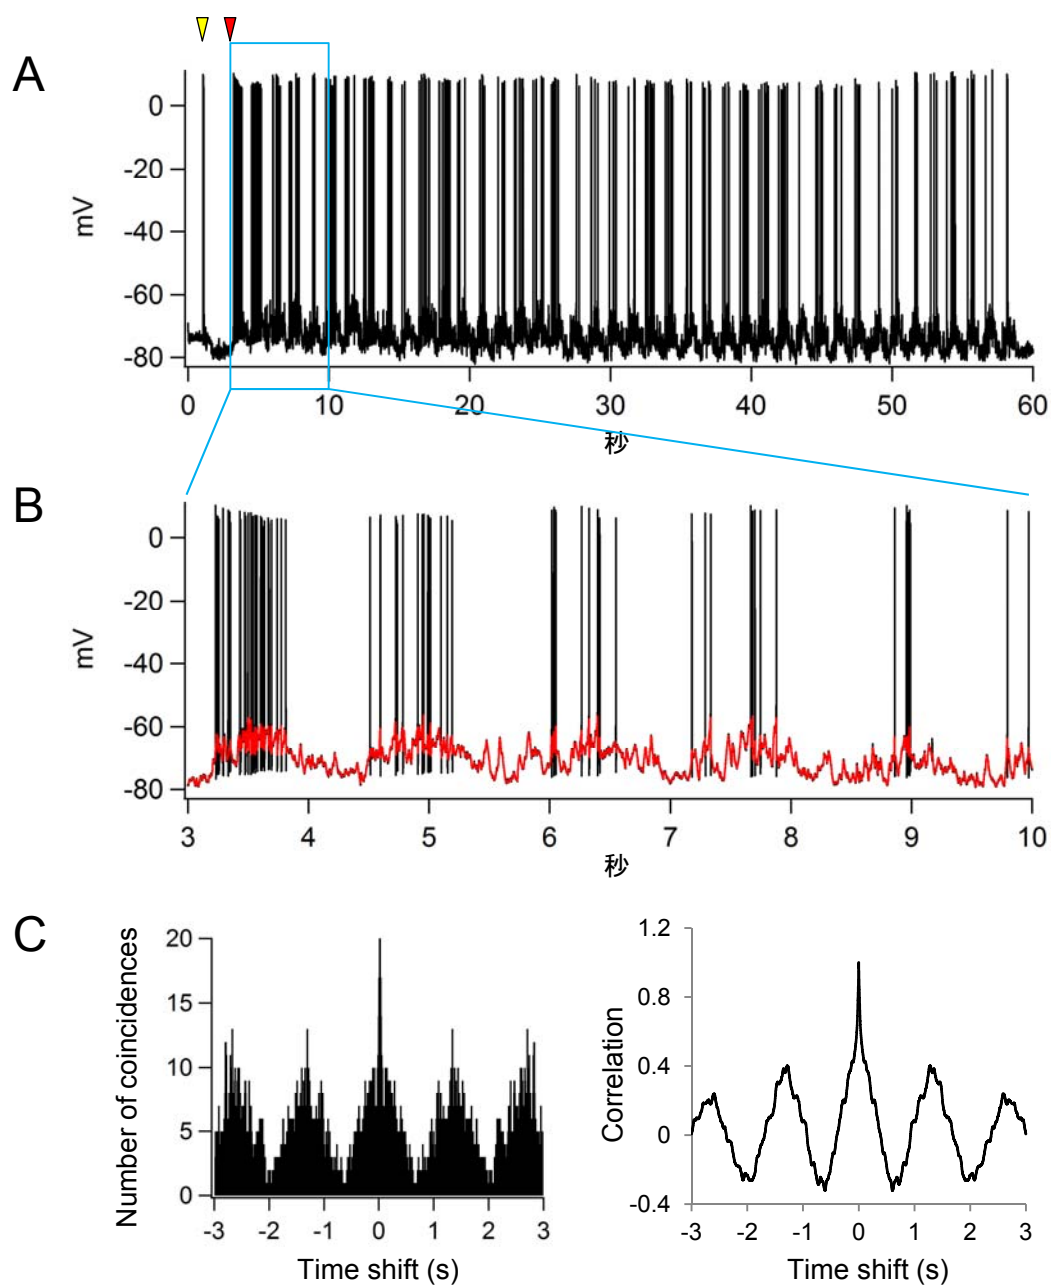 A
0
-20
-40
-60
-80
mV
0 10 20 30 40 50 60
秒
B
0
-20
-40
-60
-80
mV
3 4 5 6 7 8 9 10
秒
C
20
15
10
5
0
Number of coincidences
-3 -2 -1 0 1 2 3
Time shift (s)
1.2
0.8
0.4
0
-0.4
Correlation
-3 -2 -1 0 1 2 3
Time shift (s)